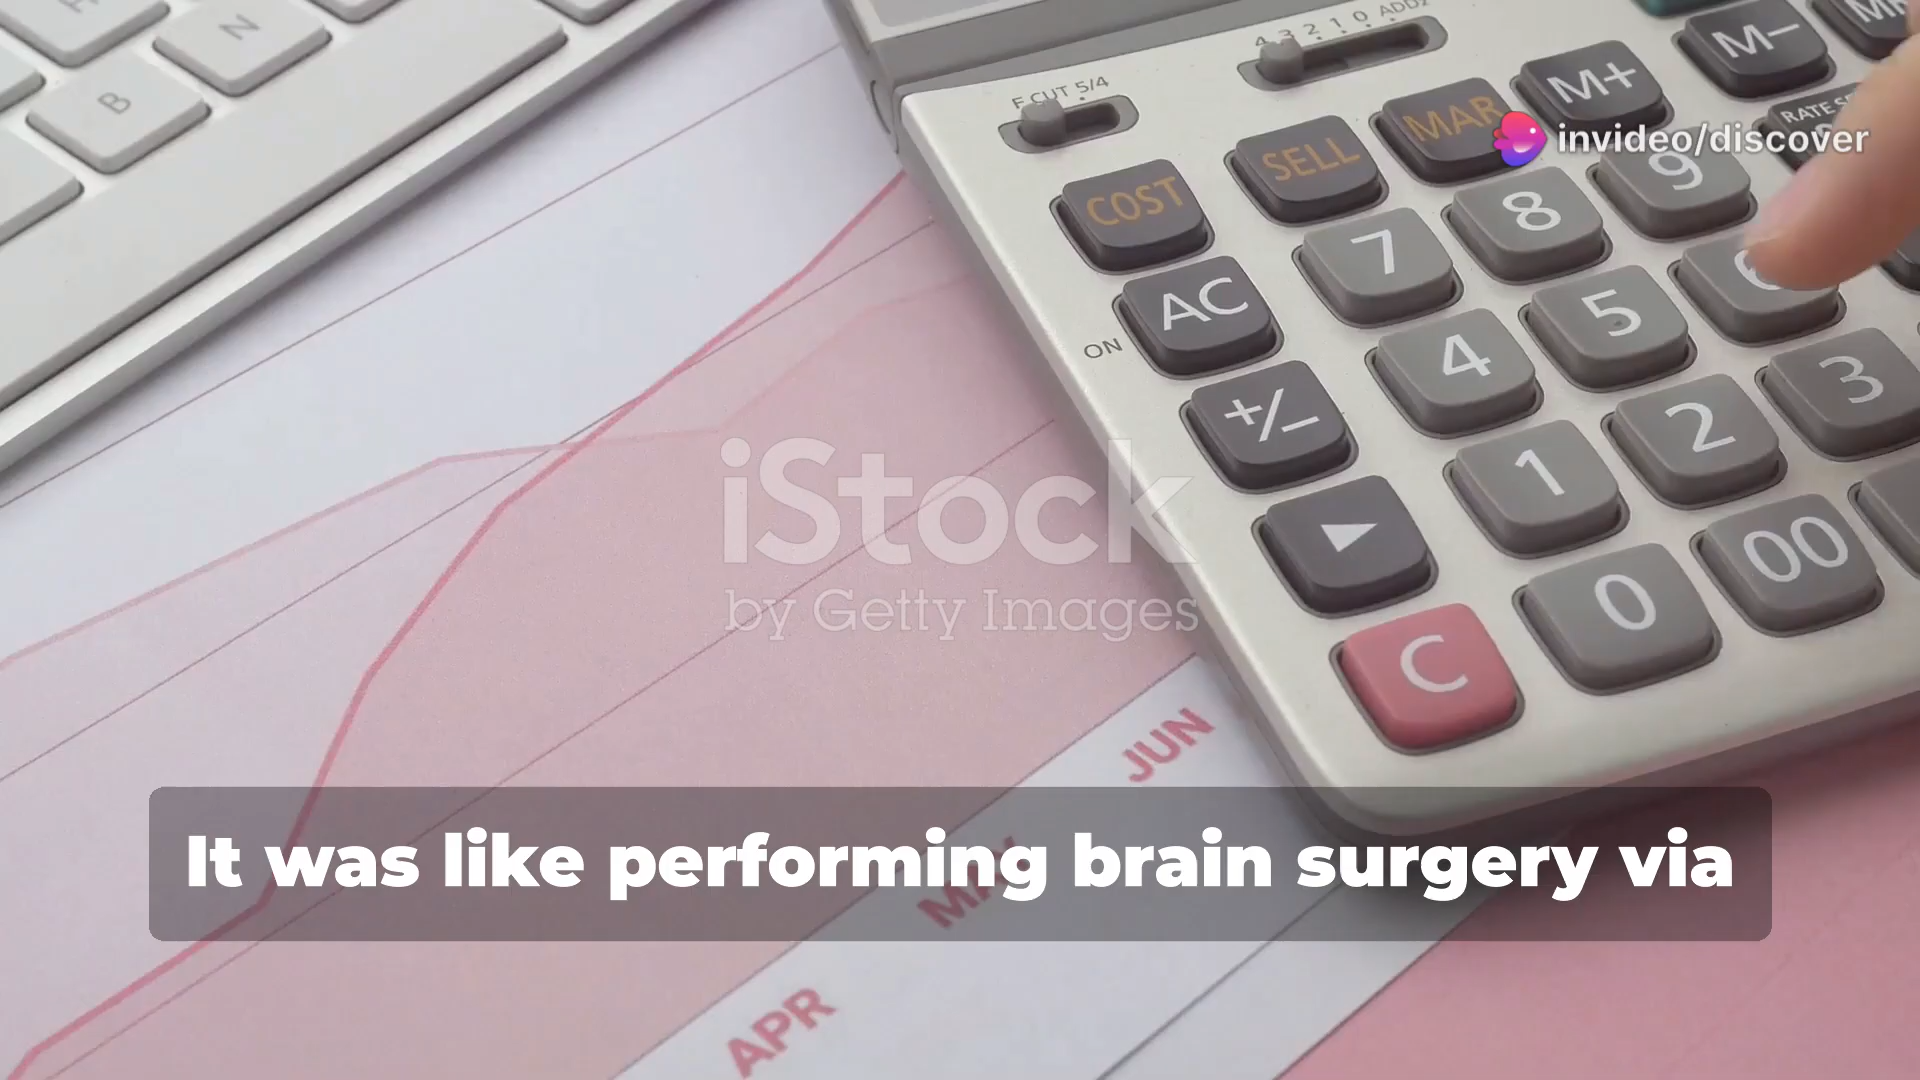 N
B
4 3 2 1 0 ADD2
F CUT 5/4
M-
M+
MAR
SELL
COST
invideo/discover
9
8
7
AC
ON
6
5
4
+/-
3
2
1
00
0
C
iStock
by Getty Images
JUN
It was like performing brain surgery via
MAY
APR